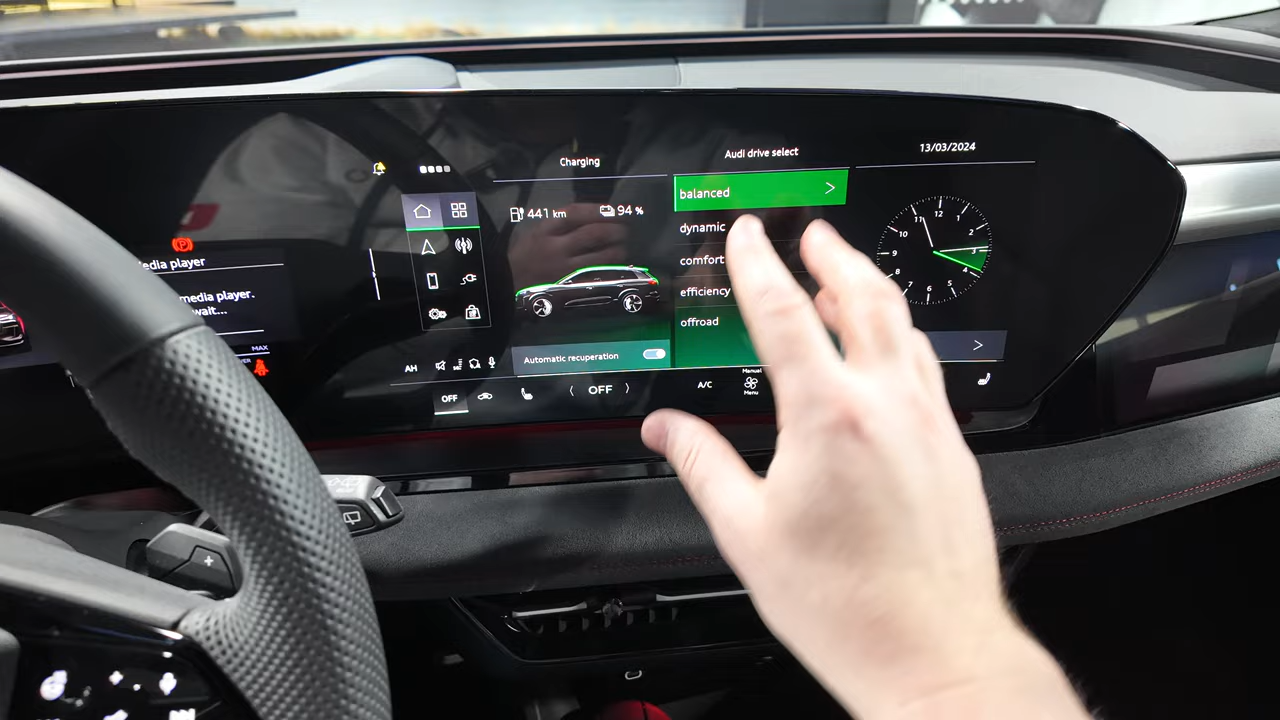 Charging
441 km
94 %
Automatic recuperation
Audi drive select
balanced
dynamic
comfort
efficiency
offroad
13/03/2024
12
1
2
3
4
5
6
7
8
9
10
11
edia player
media player.
wait...
MAX
AH
OFF
OFF
A/C
Manual
Menu
+